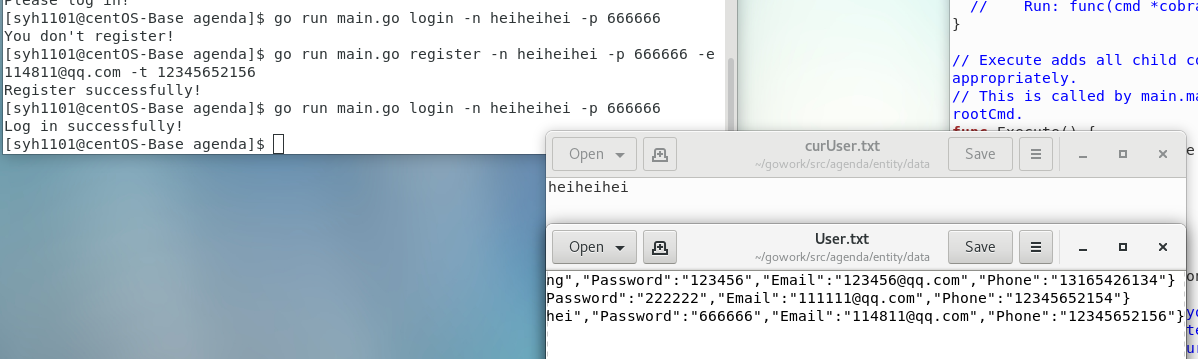 Please log in!
[syh1101@centOS-Base agenda]$ go run main.go login -n heiheihei -p 666666
You don't register!
[syh1101@centOS-Base agenda]$ go run main.go register -n heiheihei -p 666666 -e
114811@qq.com -t 12345652156
Register successfully!
[syh1101@centOS-Base agenda]$ go run main.go login -n heiheihei -p 666666
Log in successfully!
[syh1101@centOS-Base agenda]$
// Run: func(cmd *cobra
}
// Execute adds all child co
appropriately.
// This is called by main.ma
rootCmd.
func Execute() {
Open
curUser.txt
~/gowork/src/agenda/entity/data
Save
heiheihei
Open
User.txt
~/gowork/src/agenda/entity/data
Save
ng","Password":"123456","Email":"123456@qq.com","Phone":"13165426134"}
Password":"222222","Email":"111111@qq.com","Phone":"12345652154"}
hei","Password":"666666","Email":"114811@qq.com","Phone":"12345652156"}